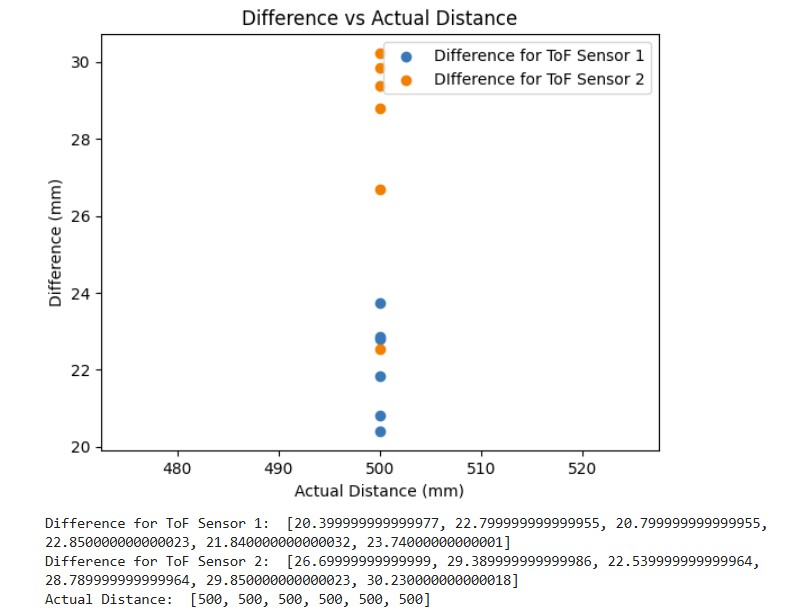 Difference vs Actual Distance
Difference for ToF Sensor 1
DIfference for ToF Sensor 2
30
28
26
24
22
20
Difference (mm)
480 490 500 510 520
Actual Distance (mm)
Difference for ToF Sensor 1:  [20.399999999999977, 22.799999999999955, 20.799999999999955,
22.850000000000023, 21.840000000000032, 23.74000000000001]
Difference for ToF Sensor 2:  [26.69999999999999, 29.389999999999986, 22.539999999999964,
28.789999999999964, 29.850000000000023, 30.230000000000018]
Actual Distance:  [500, 500, 500, 500, 500, 500]